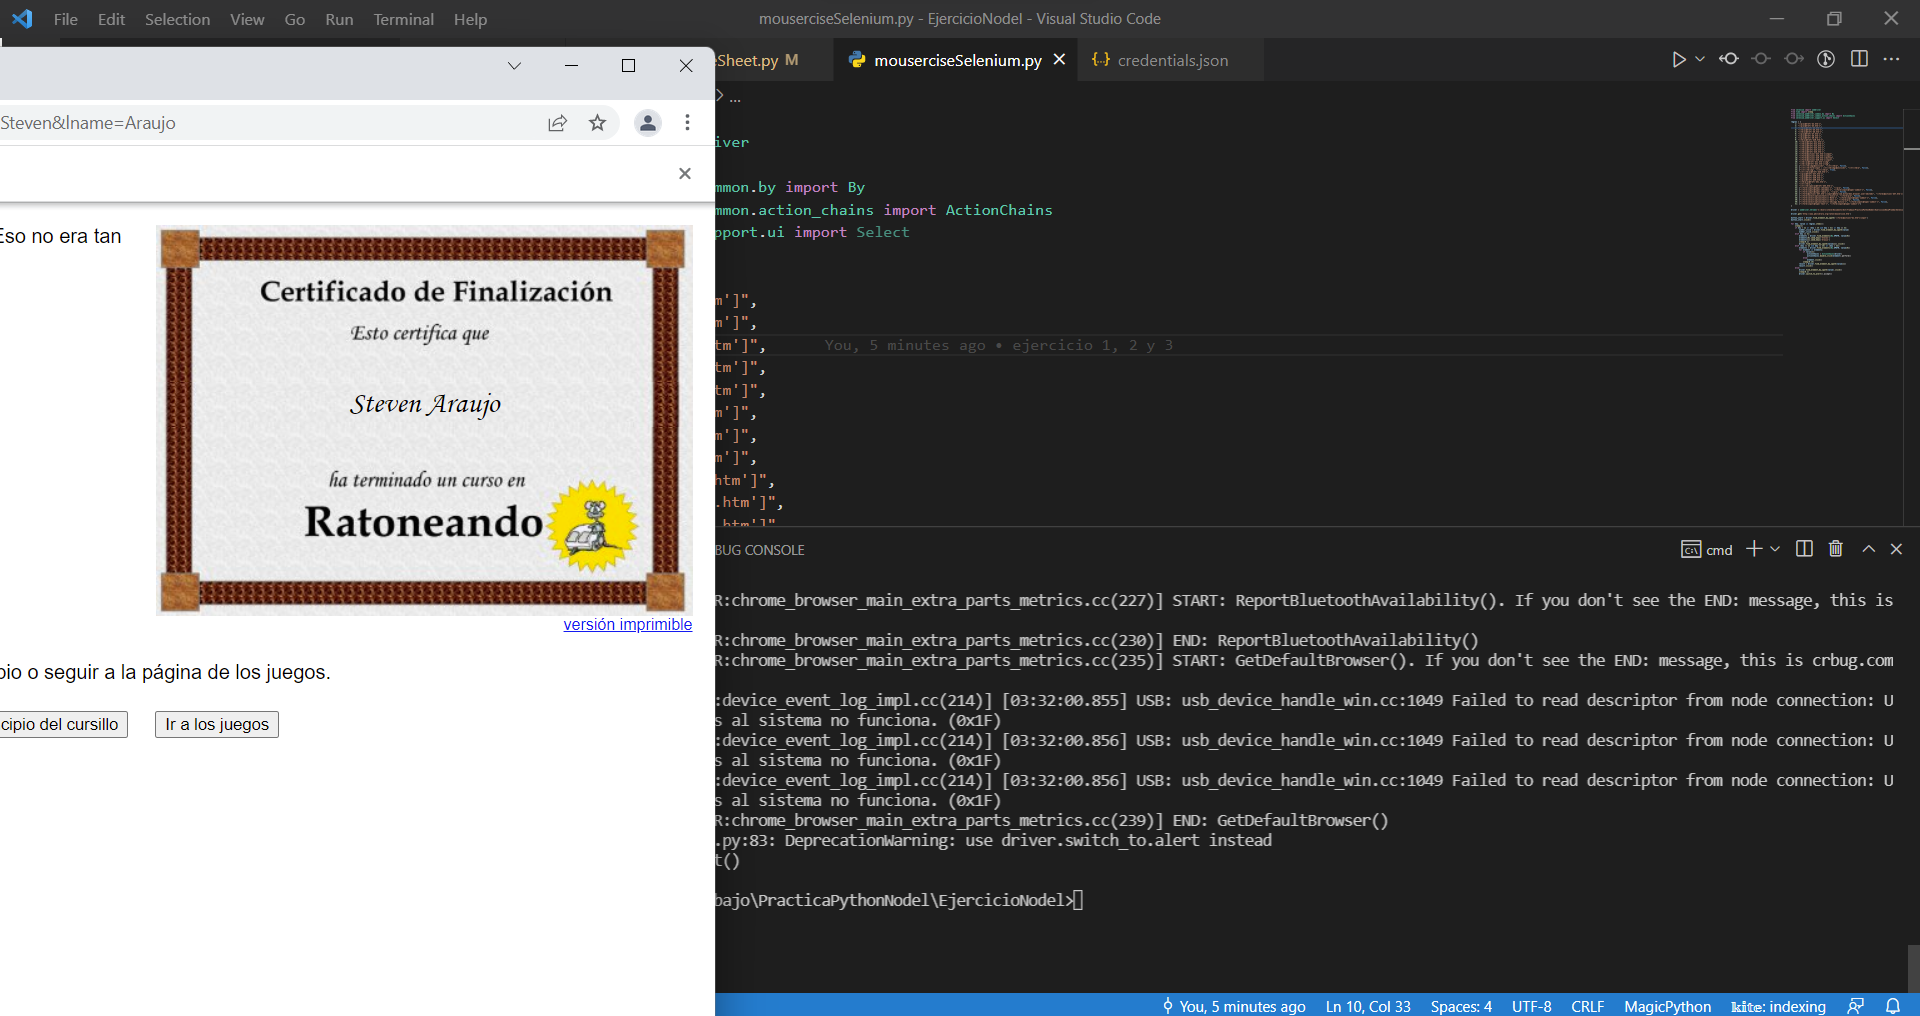 File Edit Selection View Go Run Terminal Help
mouserciseSelenium.py - EjercicioNodel - Visual Studio Code
Sheet.py M
mouserciseSelenium.py
credentials.json
Steven&lname=Araujo
> ...
iver
mmon.by import By
mmon.action_chains import ActionChains
pport.ui import Select
m']",
m']",
tm']", You, 5 minutes ago • ejercicio 1, 2 y 3
tm']",
tm']",
m']",
m']",
m']",
htm']",
.htm']",
.htm']"
Eso no era tan
Certificado de Finalización
Esto certifica que
Steven Araujo
ha terminado un curso en
Ratoneando
versión imprimible
pio o seguir a la página de los juegos.
cipio del cursillo
Ir a los juegos
BUG CONSOLE
cmd
R:chrome_browser_main_extra_parts_metrics.cc(227)] START: ReportBluetoothAvailability(). If you don't see the END: message, this is
R:chrome_browser_main_extra_parts_metrics.cc(230)] END: ReportBluetoothAvailability()
R:chrome_browser_main_extra_parts_metrics.cc(235)] START: GetDefaultBrowser(). If you don't see the END: message, this is crbug.com
:device_event_log_impl.cc(214)] [03:32:00.855] USB: usb_device_handle_win.cc:1049 Failed to read descriptor from node connection: U
s al sistema no funciona. (0x1F)
:device_event_log_impl.cc(214)] [03:32:00.856] USB: usb_device_handle_win.cc:1049 Failed to read descriptor from node connection: U
s al sistema no funciona. (0x1F)
:device_event_log_impl.cc(214)] [03:32:00.856] USB: usb_device_handle_win.cc:1049 Failed to read descriptor from node connection: U
s al sistema no funciona. (0x1F)
R:chrome_browser_main_extra_parts_metrics.cc(239)] END: GetDefaultBrowser()
.py:83: DeprecationWarning: use driver.switch_to.alert instead
t()
bajo\PracticaPythonNodel\EjercicioNodel>
You, 5 minutes ago Ln 10, Col 33 Spaces: 4 UTF-8 CRLF MagicPython kite: indexing